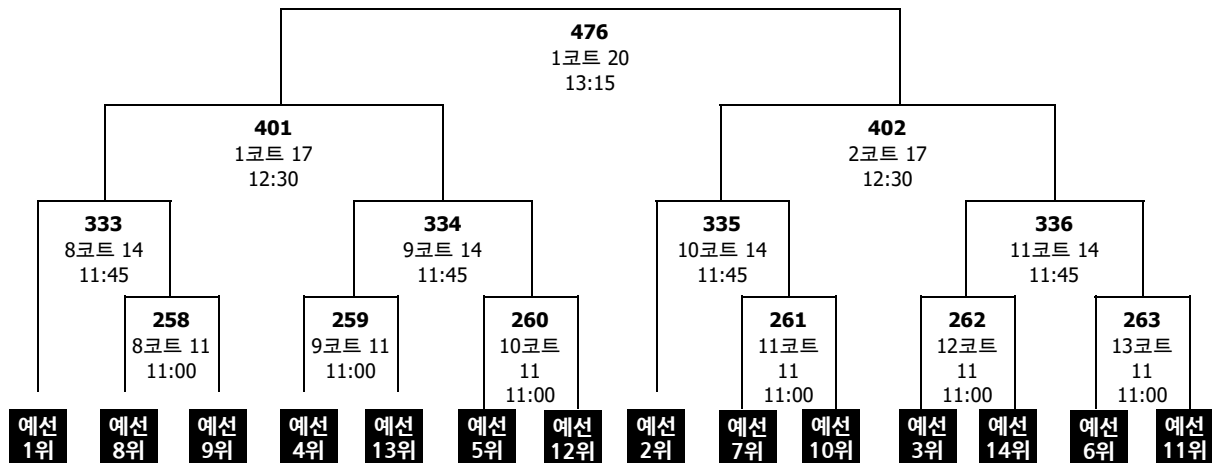 476
1코트 20
13:15
401
1코트 17
12:30
402
2코트 17
12:30
333
8코트 14
11:45
334
9코트 14
11:45
335
10코트 14
11:45
336
11코트 14
11:45
258
8코트 11
11:00
259
9코트 11
11:00
260
10코트
11
11:00
261
11코트
11
11:00
262
12코트
11
11:00
263
13코트
11
11:00
예선
1위
예선
8위
예선
9위
예선
4위
예선
13위
예선
5위
예선
12위
예선
2위
예선
7위
예선
10위
예선
3위
예선
14위
예선
6위
예선
11위